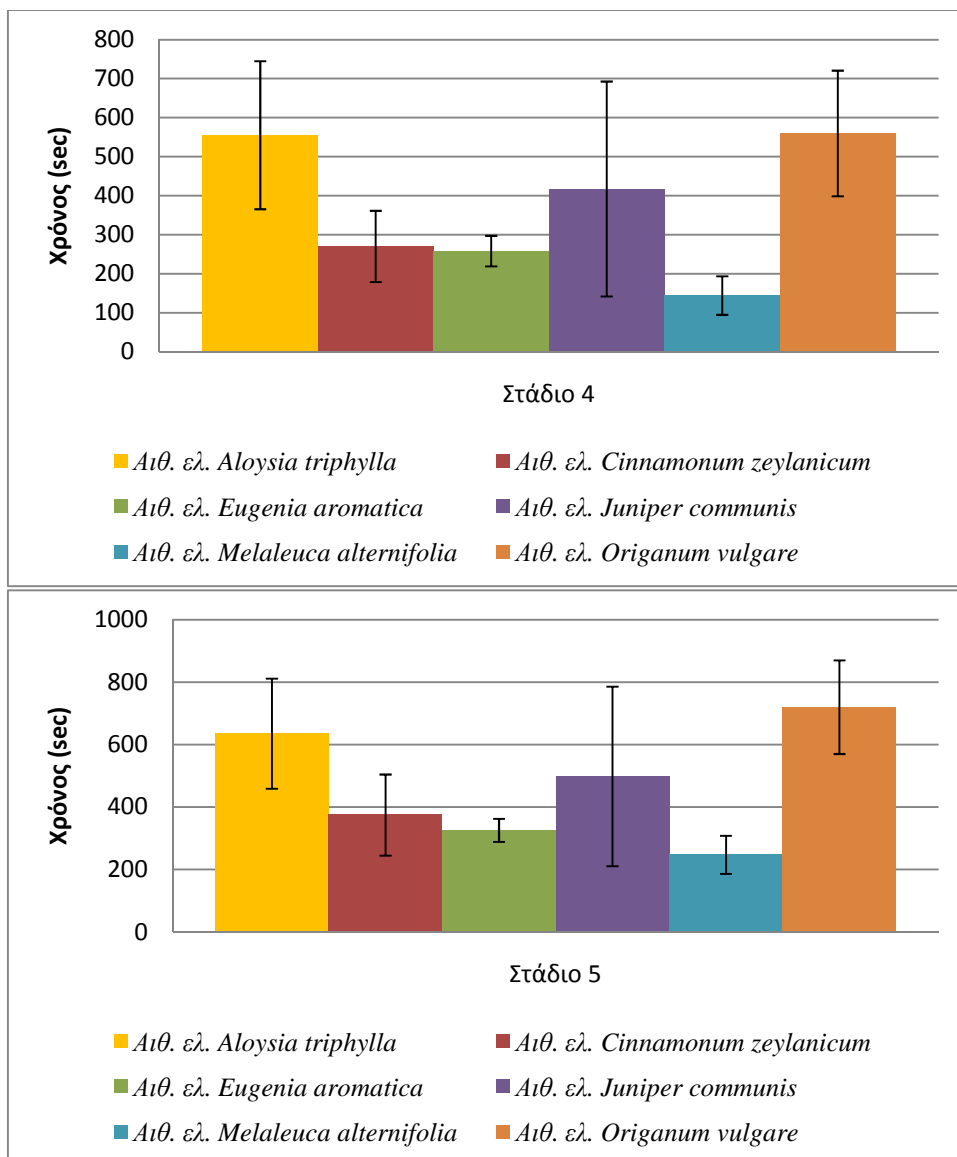 800
700
600
500
400
300
200
100
0
Χρόνος (sec)
Στάδιο 4
Αιθ. ελ. Aloysia triphylla
Αιθ. ελ. Cinnamonum zeylanicum
Αιθ. ελ. Eugenia aromatica
Αιθ. ελ. Juniper communis
Αιθ. ελ. Melaleuca alternifolia
Αιθ. ελ. Origanum vulgare
1000
800
600
400
200
0
Χρόνος (sec)
Στάδιο 5
Αιθ. ελ. Aloysia triphylla
Αιθ. ελ. Cinnamonum zeylanicum
Αιθ. ελ. Eugenia aromatica
Αιθ. ελ. Juniper communis
Αιθ. ελ. Melaleuca alternifolia
Αιθ. ελ. Origanum vulgare